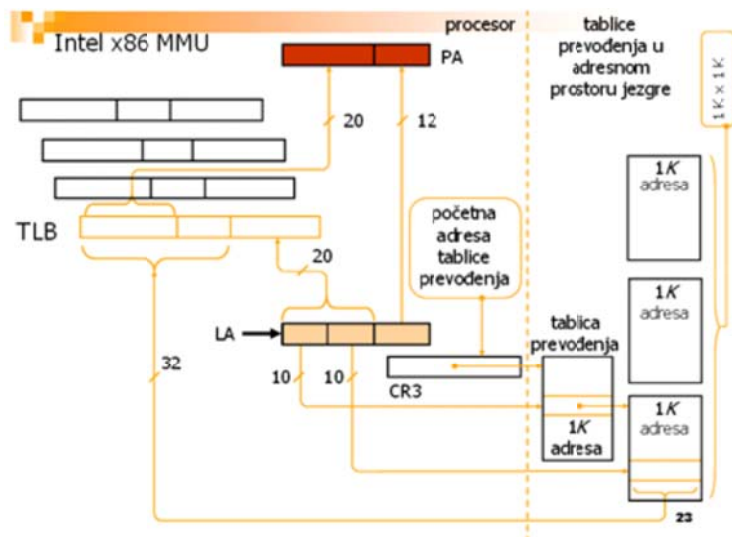 Intel x86 MMU
procesor
tablice
prevođenja u
adresnom
prostoru jezgre
1K x 1K
PA
20
12
TLB
početna
adresa
tablice
prevođenja
20
LA
32
10
10
CR3
tablica
prevođenja
1K
adresa
1K
adresa
1K
adresa
1K
adresa
23